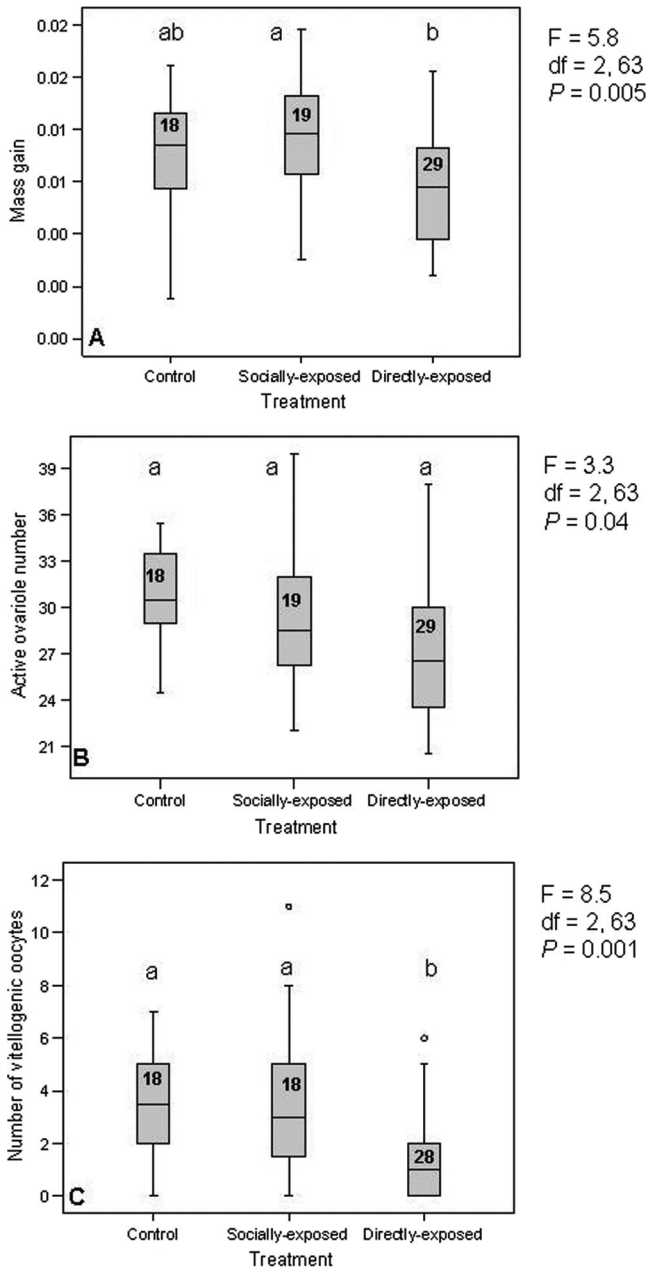 ab a b
F = 5.8
df = 2, 63
P = 0.005
0.02
0.02
0.01
0.01
0.00
0.00
0.00
Mass gain
18 19 29
A
Control Socially-exposed Directly-exposed
Treatment
a a a
F = 3.3
df = 2, 63
P = 0.04
39
36
33
30
27
24
21
Active ovariole number
18 19 29
B
Control Socially-exposed Directly-exposed
Treatment
F = 8.5
df = 2, 63
P = 0.001
12
10
8
6
4
2
0
Number of vitellogenic oocytes
a a b
18 18 28
C
Control Socially-exposed Directly-exposed
Treatment